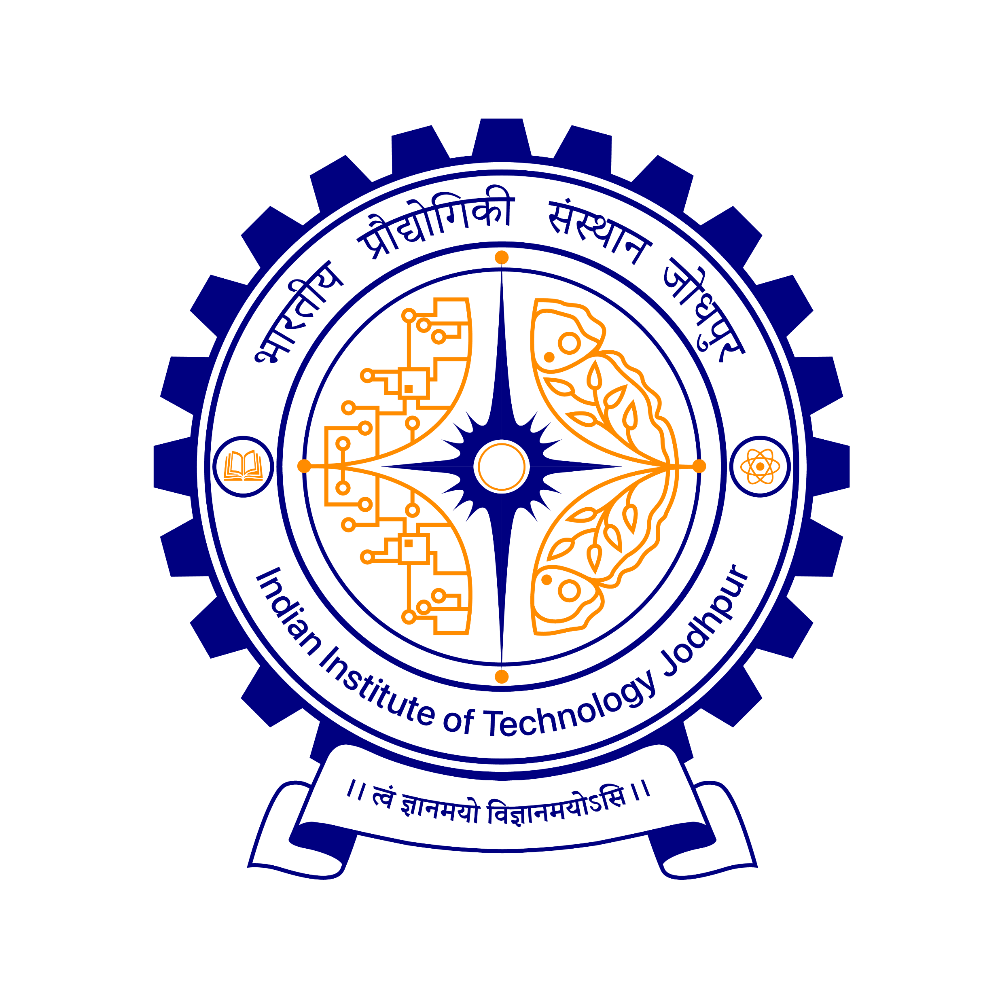 भारतीय प्रौद्योगिकी संस्थान जोधपुर
Indian Institute of Technology Jodhpur
॥ त्वं ज्ञानमयो विज्ञानमयोऽसि ॥